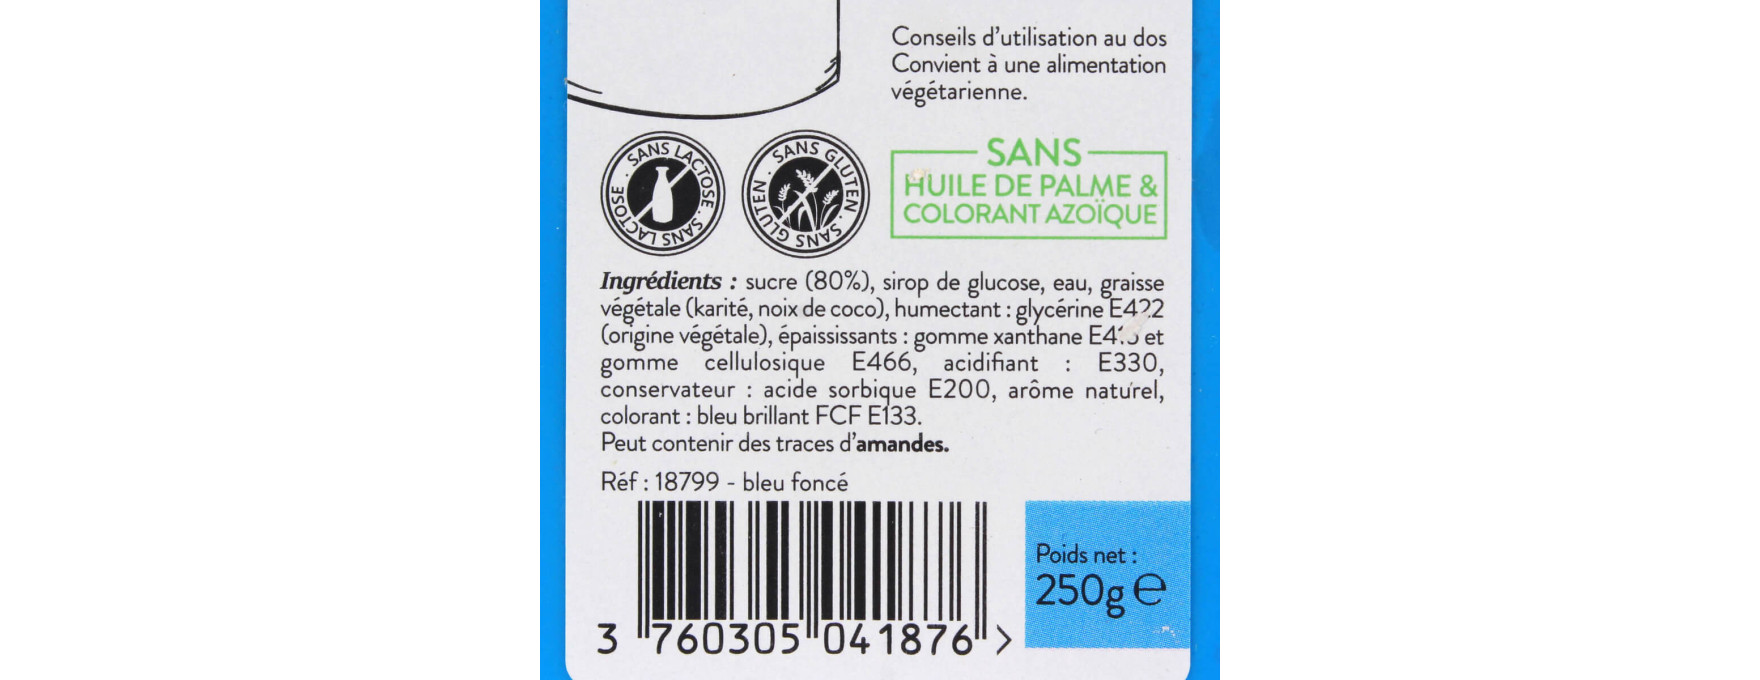 Conseils d’utilisation au dos
Convient à une alimentation
végétarienne.
SANS LACTOSE . SANS LACTOSE .
SANS GLUTEN . SANS GLUTEN .
SANS
HUILE DE PALME &
COLORANT AZOÏQUE
Ingrédients : sucre (80%), sirop de glucose, eau, graisse
végétale (karité, noix de coco), humectant : glycérine E422
(origine végétale), épaississants : gomme xanthane et
gomme cellulosique E466, acidifiant : E330,
conservateur : acide sorbique E200, arôme naturel,
colorant : bleu brillant FCF E133.
Peut contenir des traces d’amandes.
Réf : 18799 - bleu foncé
Poids net :
250g e
3 760305 041876 >